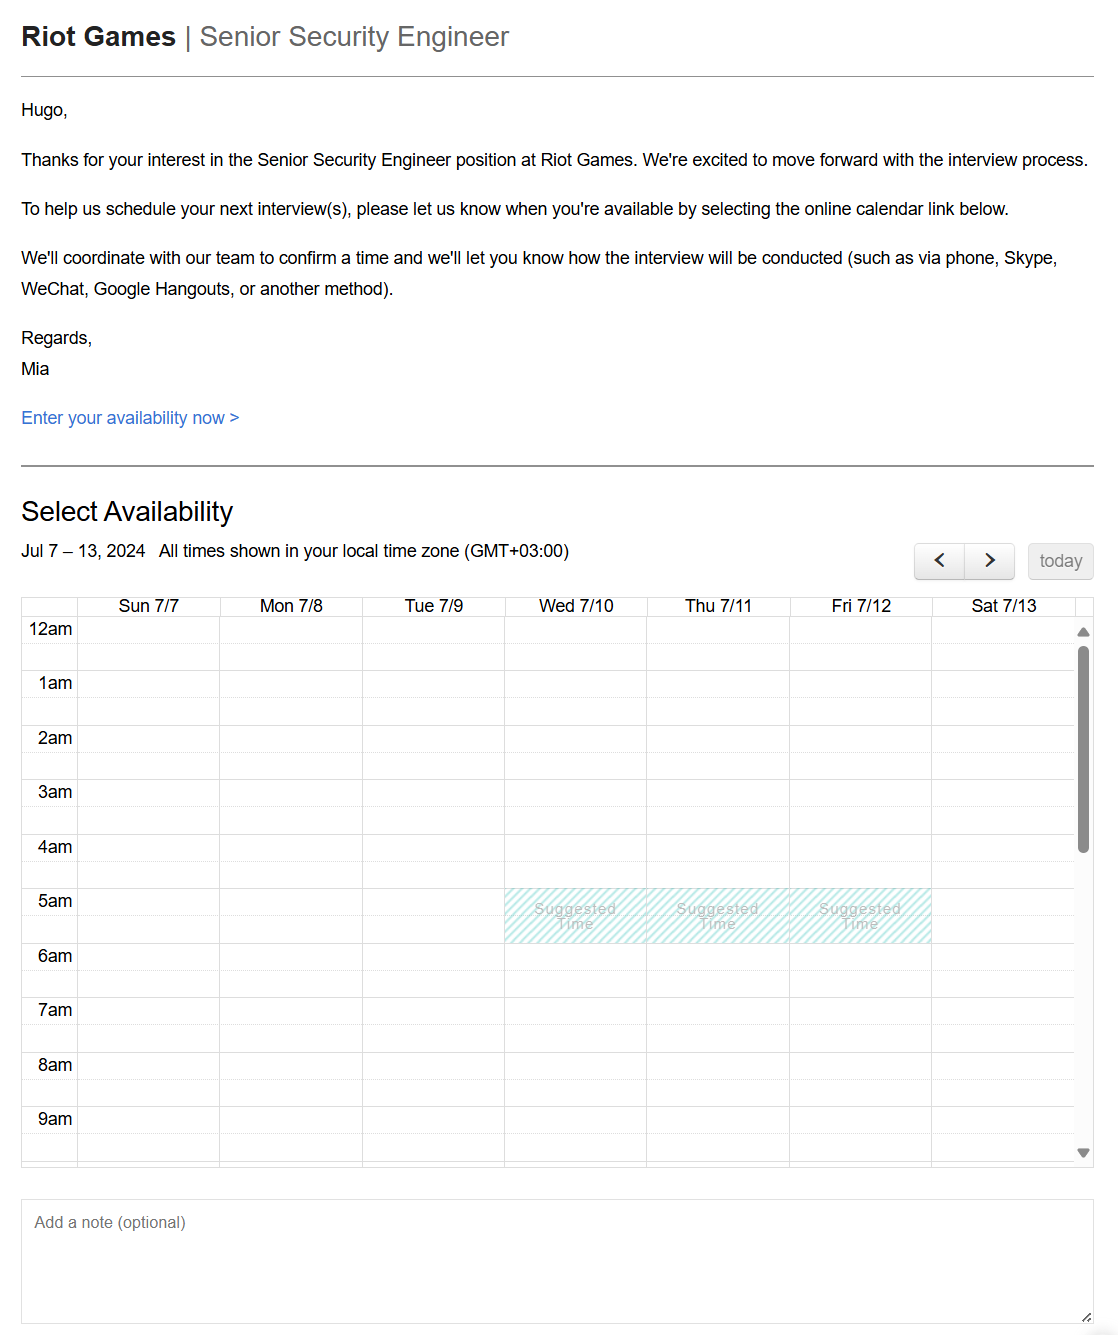 Riot Games | Senior Security Engineer
Hugo,
Thanks for your interest in the Senior Security Engineer position at Riot Games. We're excited to move forward with the interview process.
To help us schedule your next interview(s), please let us know when you're available by selecting the online calendar link below.
We'll coordinate with our team to confirm a time and we'll let you know how the interview will be conducted (such as via phone, Skype,
WeChat, Google Hangouts, or another method).
Regards,
Mia
Enter your availability now >
Select Availability
Jul 7 – 13, 2024 All times shown in your local time zone (GMT+03:00)
today
Sun 7/7 Mon 7/8 Tue 7/9 Wed 7/10 Thu 7/11 Fri 7/12 Sat 7/13
12am
1am
2am
3am
4am
5am
Suggested Suggested Suggested
Time Time Time
6am
7am
8am
9am
Add a note (optional)